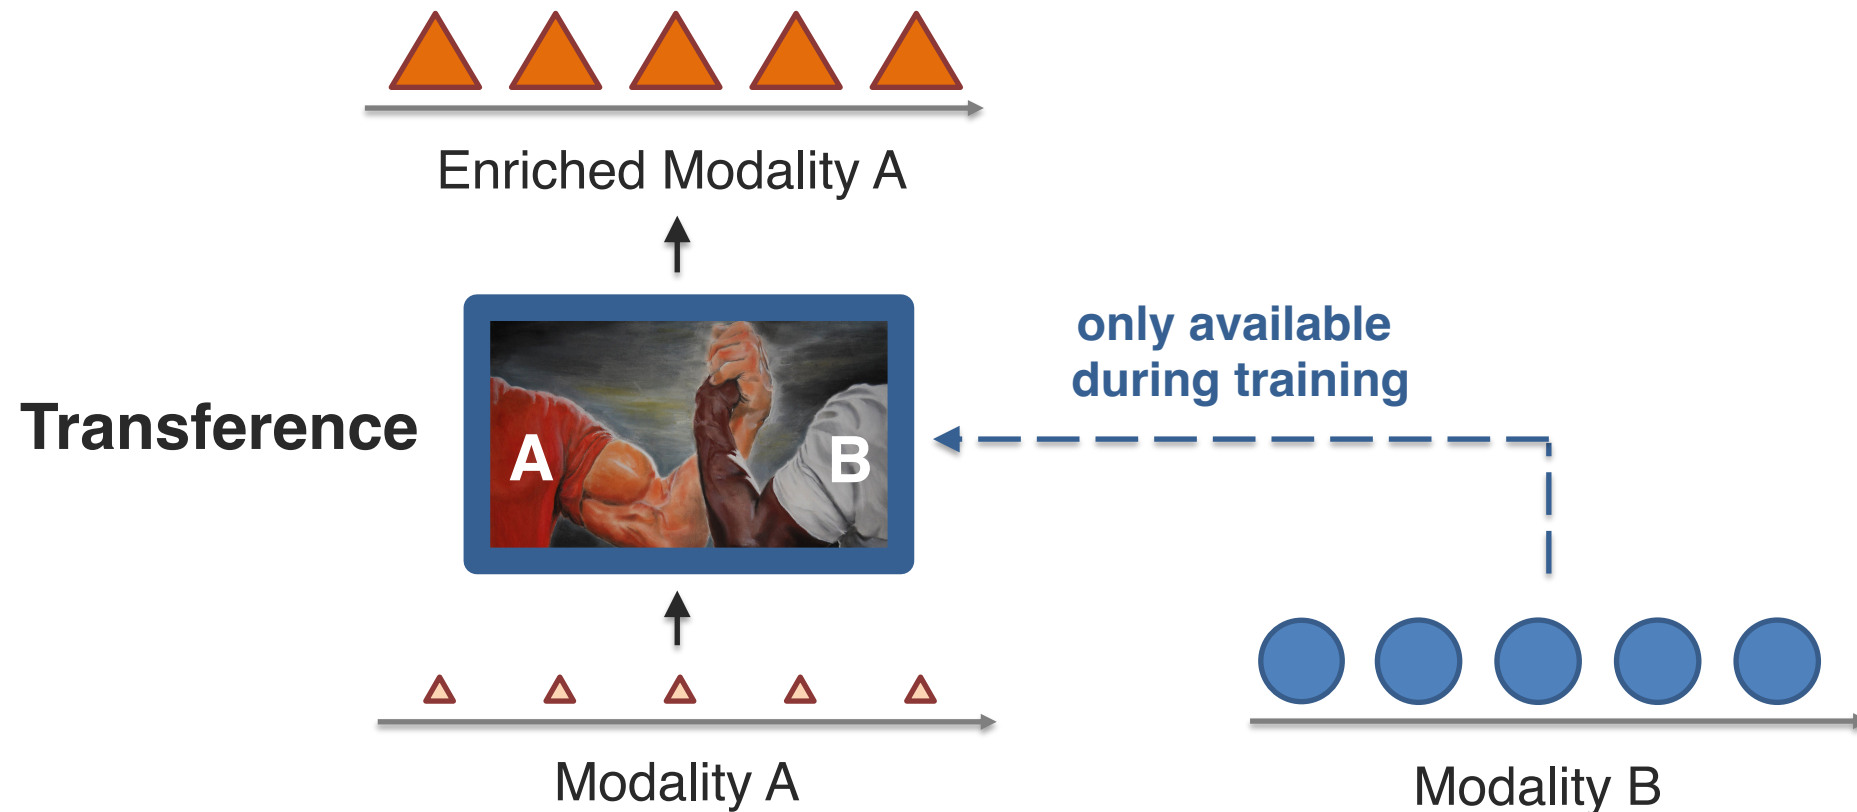 Enriched Modality A
only available
during training
Transference
A
B
Modality A
Modality B